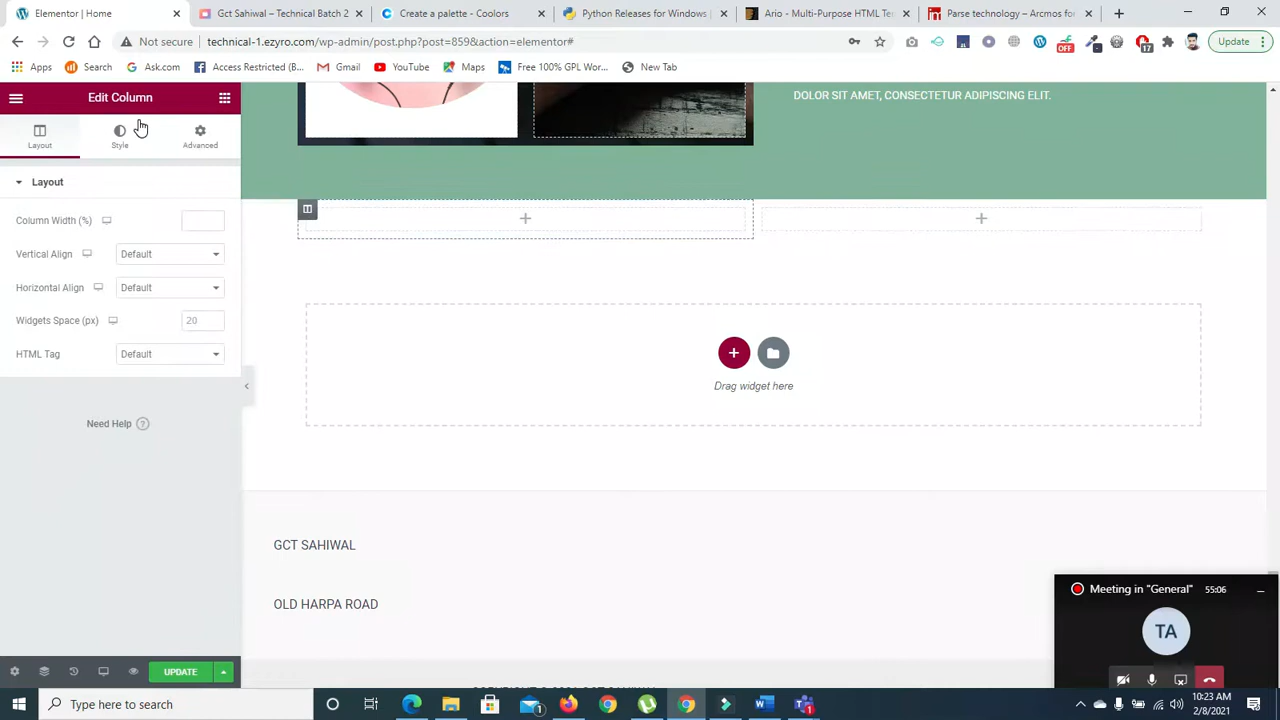 Home
Gct Sahiwal – Technical Batch 2
Create a palette - Coolors
Python Releases for Windows
Ario - Multi-Purpose HTML Te
Parse technology – Arcmos for
Not secure
technical-1.ezyro.com/wp-admin/post.php?post=859&action=elementor#
Update
Apps
Search
Ask.com
Access Restricted (B...
Gmail
YouTube
Maps
Free 100% GPL Wor...
New Tab
OFF
17
Edit Column
Layout
Style
Advanced
Layout
Column Width (%)
Vertical Align
Default
Horizontal Align
Default
Widgets Space (px)
20
HTML Tag
Default
Need Help
UPDATE
DOLOR SIT AMET, CONSECTETUR ADIPISCING ELIT.
Drag widget here
GCT SAHIWAL
OLD HARPA ROAD
Meeting in "General"
55:06
TA
Type here to search
10:23 AM
2/8/2021